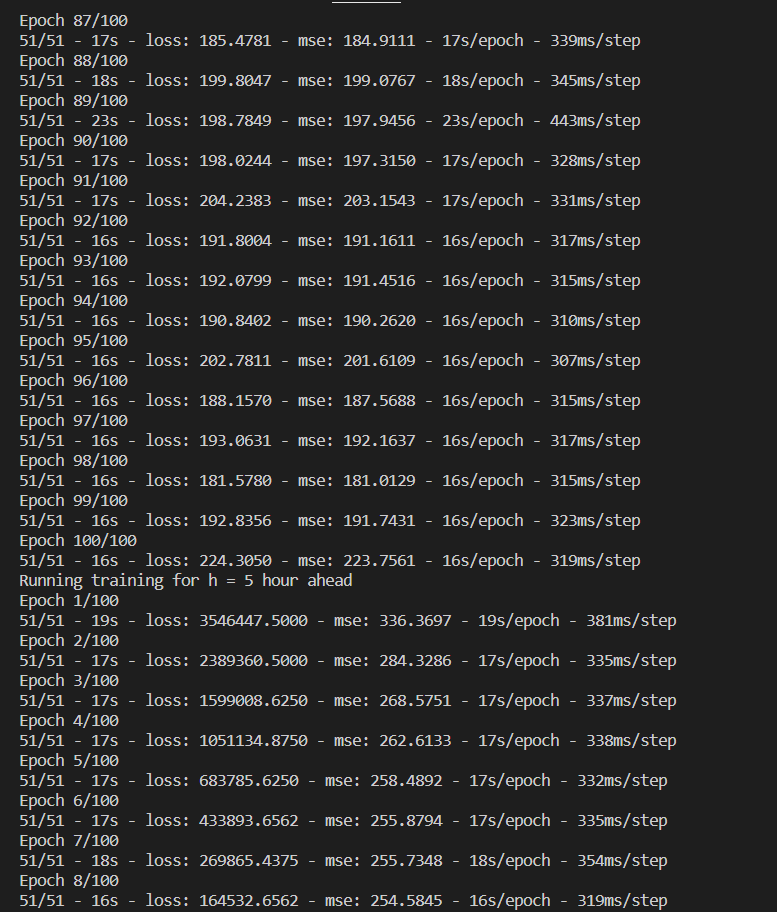 Epoch 87/100
51/51 - 17s - loss: 185.4781 - mse: 184.9111 - 17s/epoch - 339ms/step
Epoch 88/100
51/51 - 18s - loss: 199.8047 - mse: 199.0767 - 18s/epoch - 345ms/step
Epoch 89/100
51/51 - 23s - loss: 198.7849 - mse: 197.9456 - 23s/epoch - 443ms/step
Epoch 90/100
51/51 - 17s - loss: 198.0244 - mse: 197.3150 - 17s/epoch - 328ms/step
Epoch 91/100
51/51 - 17s - loss: 204.2383 - mse: 203.1543 - 17s/epoch - 331ms/step
Epoch 92/100
51/51 - 16s - loss: 191.8004 - mse: 191.1611 - 16s/epoch - 317ms/step
Epoch 93/100
51/51 - 16s - loss: 192.0799 - mse: 191.4516 - 16s/epoch - 315ms/step
Epoch 94/100
51/51 - 16s - loss: 190.8402 - mse: 190.2620 - 16s/epoch - 310ms/step
Epoch 95/100
51/51 - 16s - loss: 202.7811 - mse: 201.6109 - 16s/epoch - 307ms/step
Epoch 96/100
51/51 - 16s - loss: 188.1570 - mse: 187.5688 - 16s/epoch - 315ms/step
Epoch 97/100
51/51 - 16s - loss: 193.0631 - mse: 192.1637 - 16s/epoch - 317ms/step
Epoch 98/100
51/51 - 16s - loss: 181.5780 - mse: 181.0129 - 16s/epoch - 315ms/step
Epoch 99/100
51/51 - 16s - loss: 192.8356 - mse: 191.7431 - 16s/epoch - 323ms/step
Epoch 100/100
51/51 - 16s - loss: 224.3050 - mse: 223.7561 - 16s/epoch - 319ms/step
Running training for h = 5 hour ahead
Epoch 1/100
51/51 - 19s - loss: 3546447.5000 - mse: 336.3697 - 19s/epoch - 381ms/step
Epoch 2/100
51/51 - 17s - loss: 2389360.5000 - mse: 284.3286 - 17s/epoch - 335ms/step
Epoch 3/100
51/51 - 17s - loss: 1599008.6250 - mse: 268.5751 - 17s/epoch - 337ms/step
Epoch 4/100
51/51 - 17s - loss: 1051134.8750 - mse: 262.6133 - 17s/epoch - 338ms/step
Epoch 5/100
51/51 - 17s - loss: 683785.6250 - mse: 258.4892 - 17s/epoch - 332ms/step
Epoch 6/100
51/51 - 17s - loss: 433893.6562 - mse: 255.8794 - 17s/epoch - 335ms/step
Epoch 7/100
51/51 - 18s - loss: 269865.4375 - mse: 255.7348 - 18s/epoch - 354ms/step
Epoch 8/100
51/51 - 16s - loss: 164532.6562 - mse: 254.5845 - 16s/epoch - 319ms/step